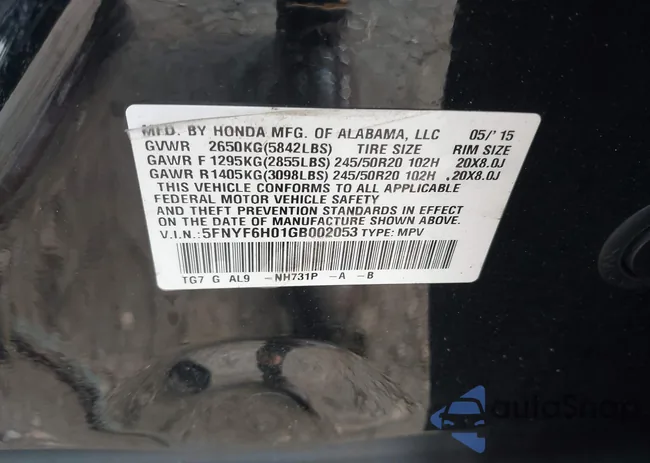 MFD. BY HONDA MFG. OF ALABAMA, LLC 05/'15
GVWR 2650KG(5842LBS) TIRE SIZE RIM SIZE
GAWR F 1295KG(2855LBS) 245/50R20 102H 20X8.0J
GAWR R1405KG(3098LBS) 245/50R20 102H 20X8.0J
THIS VEHICLE CONFORMS TO ALL APPLICABLE
FEDERAL MOTOR VEHICLE SAFETY
AND THEFT PREVENTION STANDARDS IN EFFECT
ON THE DATE OF MANUFACTURE SHOWN ABOVE.
V.I.N.: 5FNYF6H01GB002053 TYPE: MPV
TG7 G AL9 -NH731P -A -B